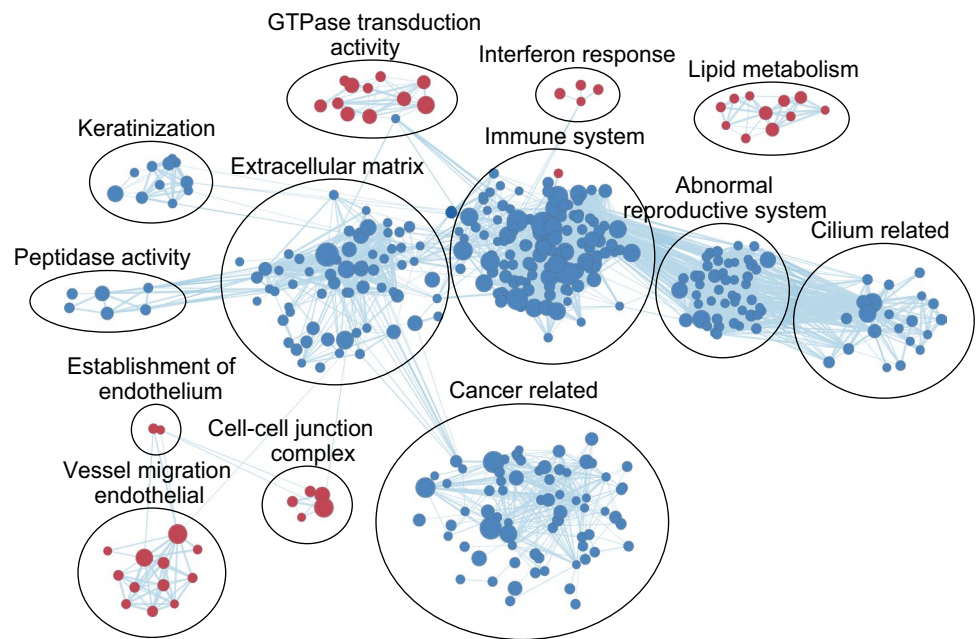 GTPase transduction
activity
Interferon response
Lipid metabolism
Keratinization
Extracellular matrix
Immune system
Abnormal
reproductive system
Cilium related
Peptidase activity
Establishment of
endothelium
Cell-cell junction
complex
Cancer related
Vessel migration
endothelial